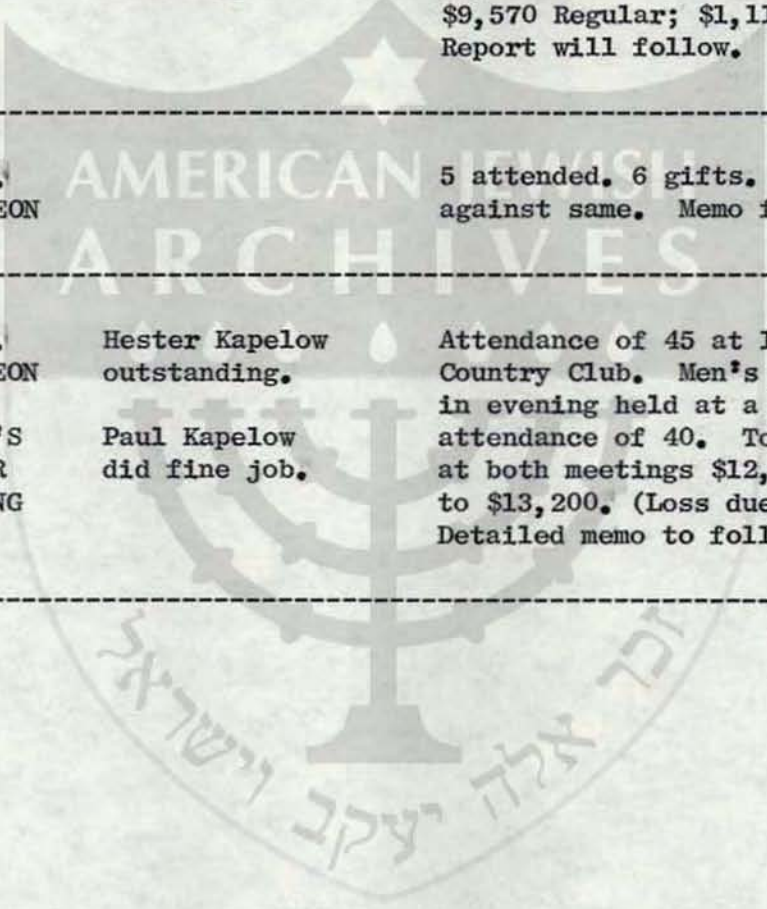 $9,570 Regular; $1,11
Report will follow.
AMERICAN JEWISH
ARCHIVES
EON
5 attended. 6 gifts.
against same. Memo f
EON
Hester Kapelow
outstanding.
'S
R
NG
Paul Kapelow
did fine job.
Attendance of 45 at
Country Club. Men's
in evening held at a
attendance of 40. To
at both meetings $12,
to $13,200. (Loss due
Detailed memo to foll
זכר אלה יעקב וישראל